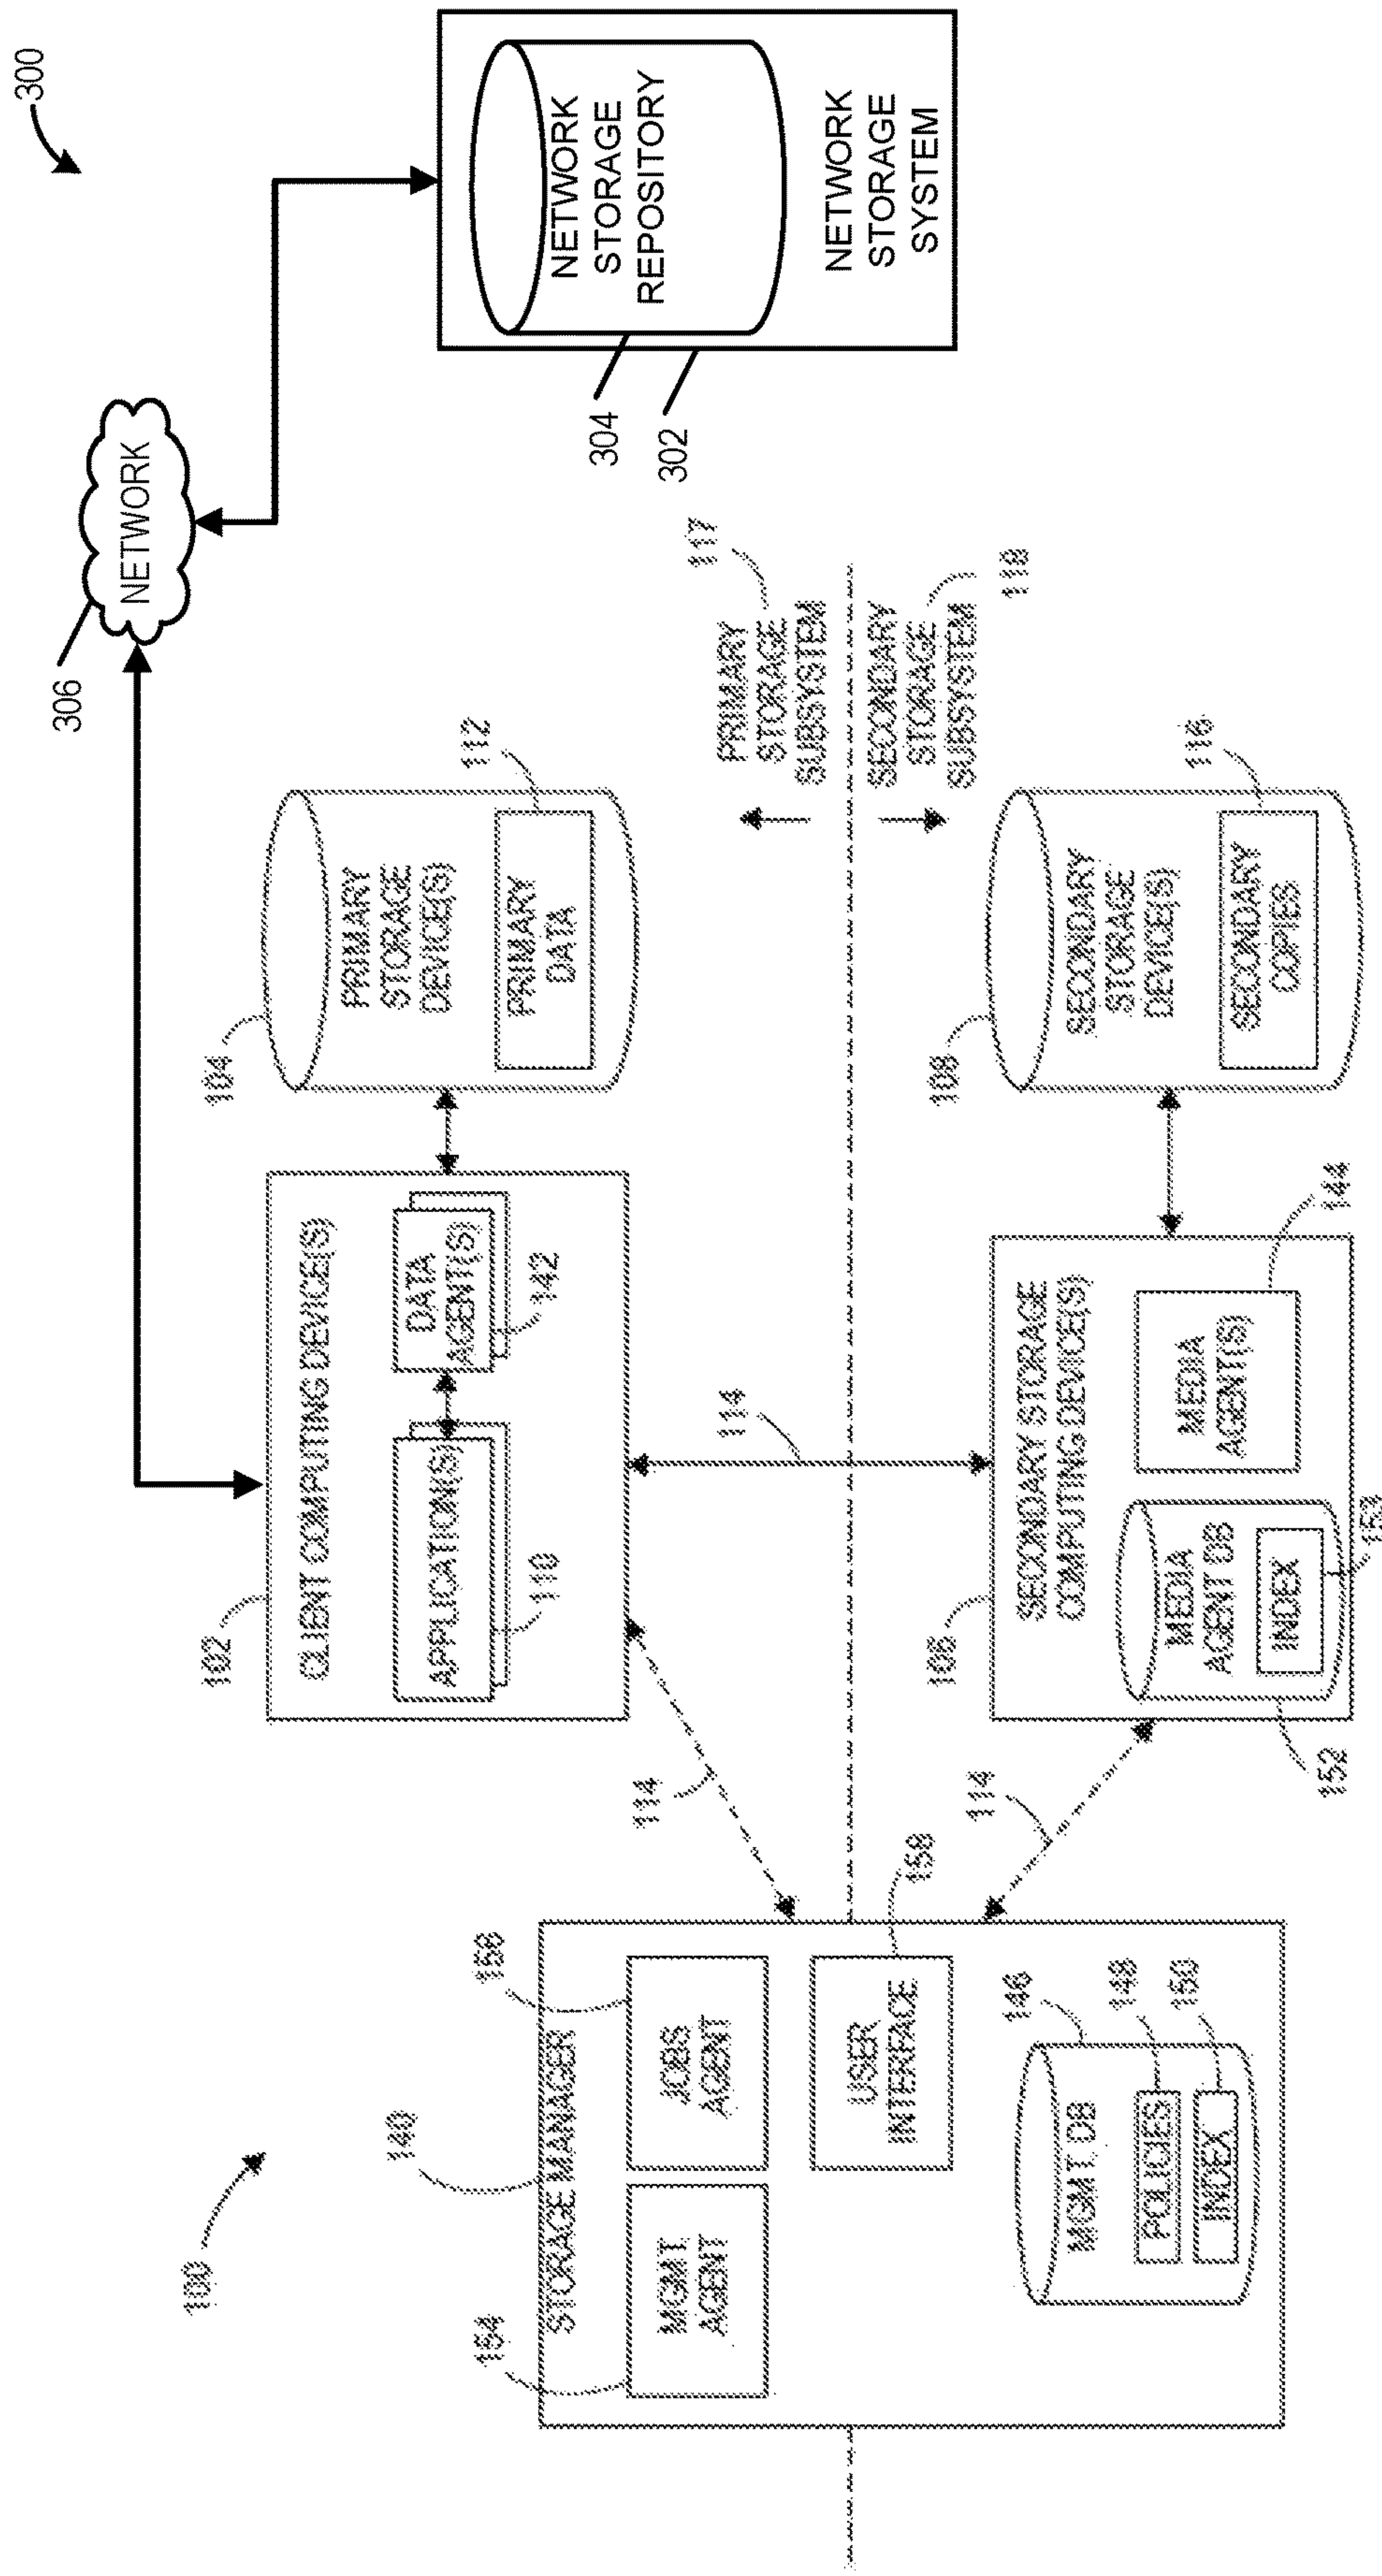 300
306
NETWORK
NETWORK
STORAGE
REPOSITORY
NETWORK
STORAGE
SYSTEM
304
302
100
102
CLIENT COMPUTING DEVICE(S)
APPLICATION(S)
110
DATA
AGENT(S)
142
104
PRIMARY
STORAGE
DEVICE(S)
PRIMARY
DATA
112
117
PRIMARY
STORAGE
SUBSYSTEM
SECONDARY
STORAGE
SUBSYSTEM
118
114
114
114
140
STORAGE MANAGER
154
MGMT
AGENT
156
JOBS
AGENT
USER
INTERFACE
158
MGMT DB
146
POLICIES
148
INDEX
150
106
SECONDARY STORAGE
COMPUTING DEVICE(S)
MEDIA
AGENT DB
INDEX
152
153
MEDIA
AGENT(S)
144
108
SECONDARY
STORAGE
DEVICE(S)
SECONDARY
COPIES
116